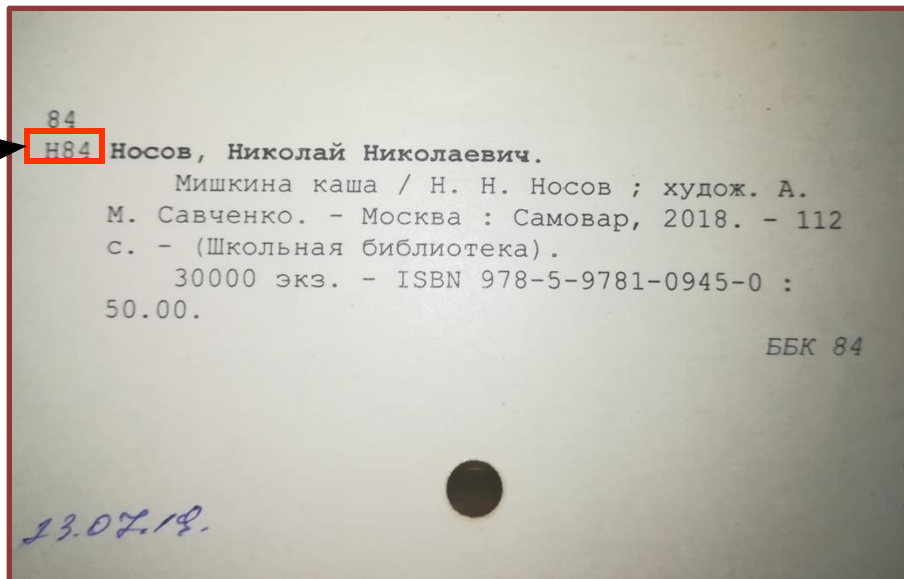 84
Н84 Носов, Николай Николаевич.
Мишкина каша / Н. Н. Носов ; худож. А.
М. Савченко. – Москва : Самовар, 2018. – 112
с. – (Школьная библиотека).
30000 экз. – ISBN 978-5-9781-0945-0 :
50.00.
ББК 84
23.07.19.